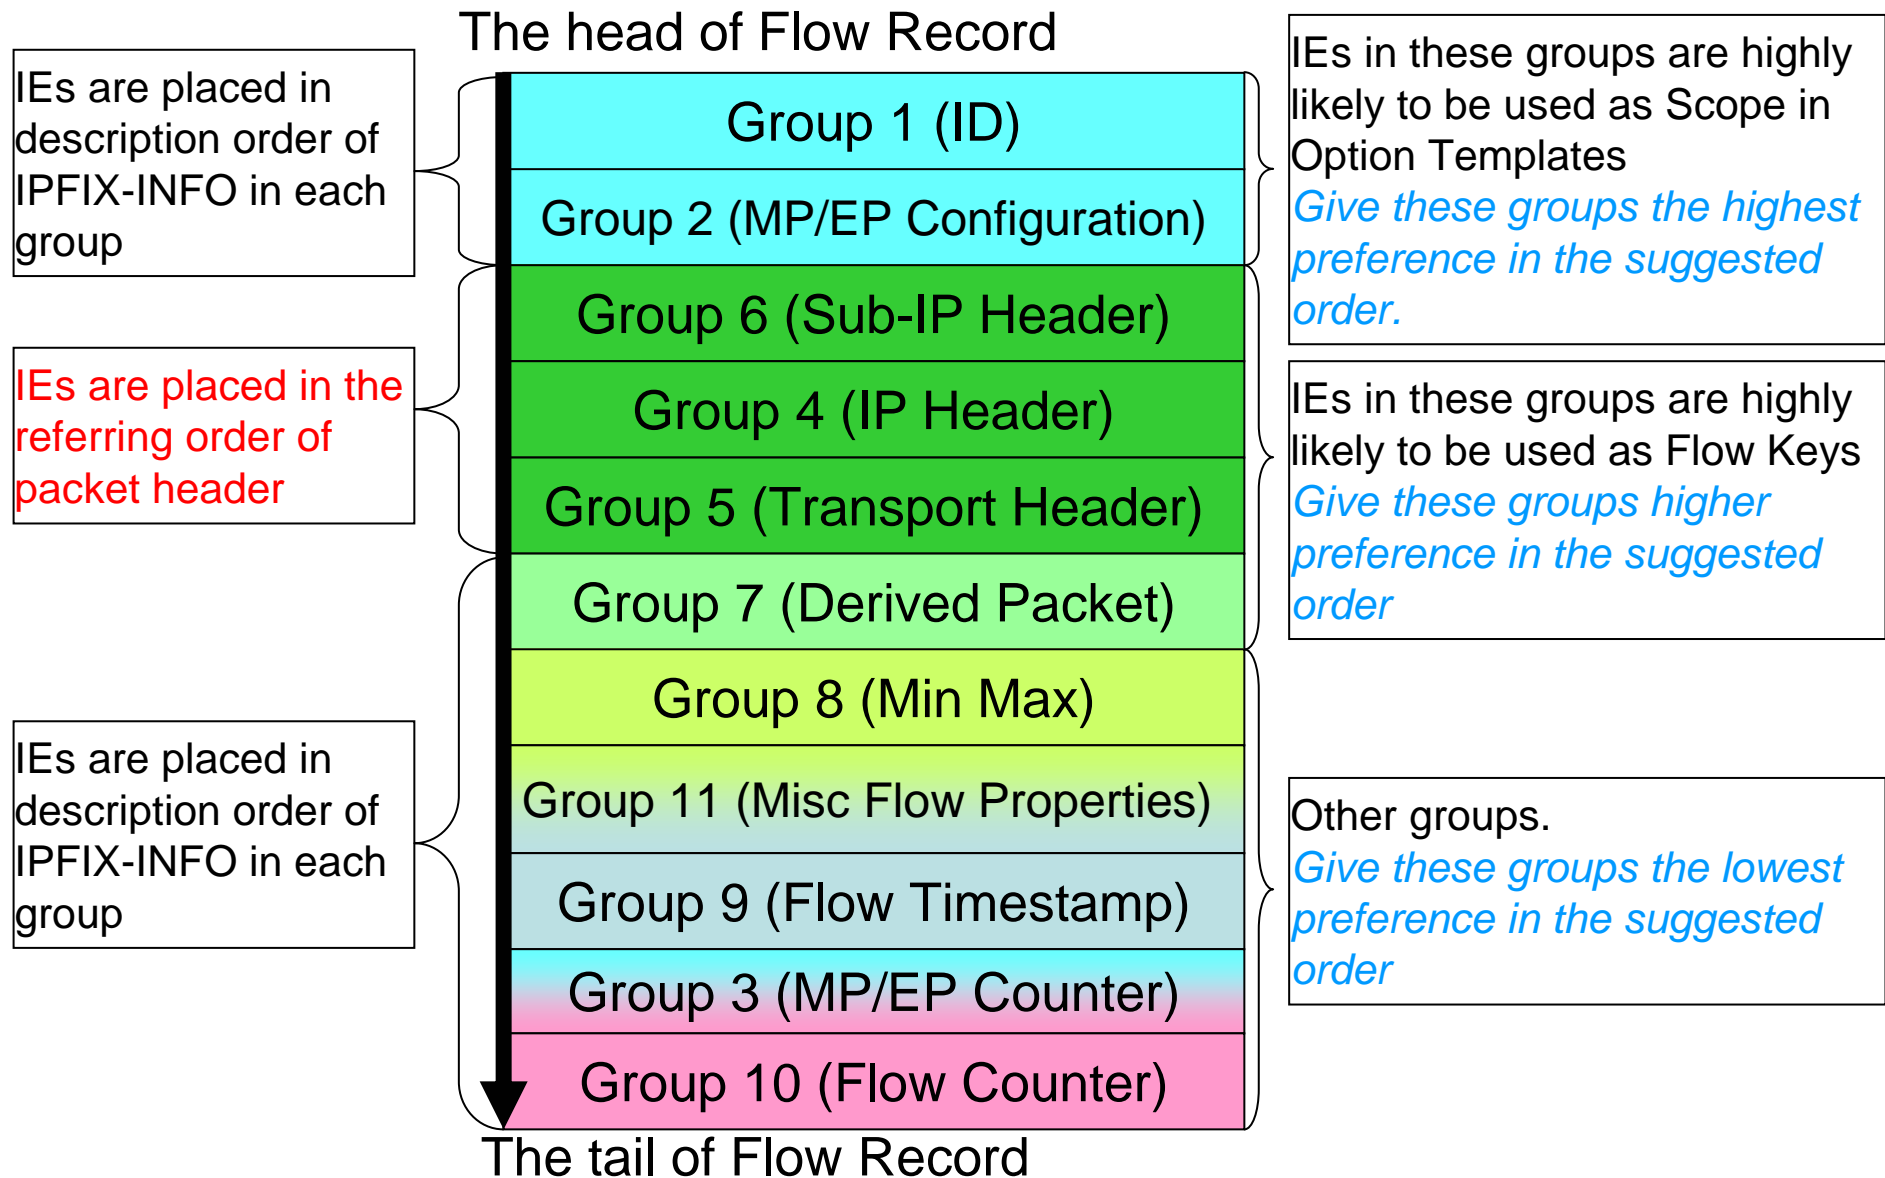 The head of Flow Record
IEs are placed in
description order of
IPFIX-INFO in each
group
IEs are placed in the
referring order of
packet header
IEs are placed in
description order of
IPFIX-INFO in each
group
Group 1 (ID)
Group 2 (MP/EP Configuration)
Group 6 (Sub-IP Header)
Group 4 (IP Header)
Group 5 (Transport Header)
Group 7 (Derived Packet)
Group 8 (Min Max)
Group 11 (Misc Flow Properties)
Group 9 (Flow Timestamp)
Group 3 (MP/EP Counter)
Group 10 (Flow Counter)
IEs in these groups are highly
likely to be used as Scope in
Option Templates
Give these groups the highest
preference in the suggested
order.
IEs in these groups are highly
likely to be used as Flow Keys
Give these groups higher
preference in the suggested
order
Other groups.
Give these groups the lowest
preference in the suggested
order
The tail of Flow Record